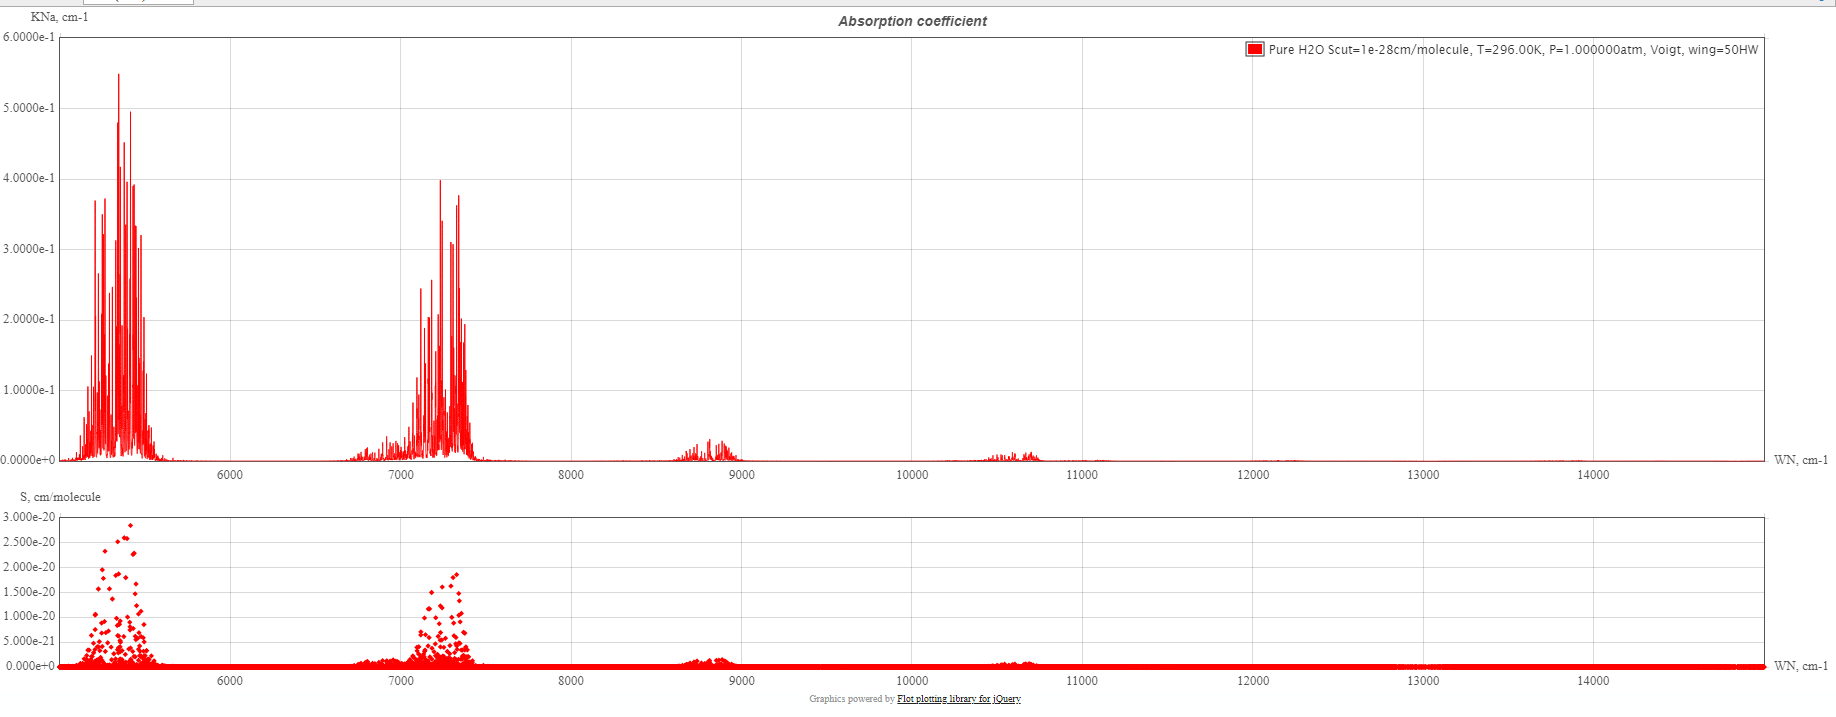 KNa, cm-1
Absorption coefficient
6.0000e-1
Pure H2O Scut=1e-28cm/molecule, T=296.00K, P=1.000000atm, Voigt, wing=50HW
5.0000e-1
4.0000e-1
3.0000e-1
2.0000e-1
1.0000e-1
0.0000e+0
WN, cm-1
6000 7000 8000 9000 10000 11000 12000 13000 14000
S, cm/molecule
3.000e-20
2.500e-20
2.000e-20
1.500e-20
1.000e-20
5.000e-21
0.000e+0
WN, cm-1
6000 7000 8000 9000 10000 11000 12000 13000 14000
Graphics powered by Flot plotting library for jQuery